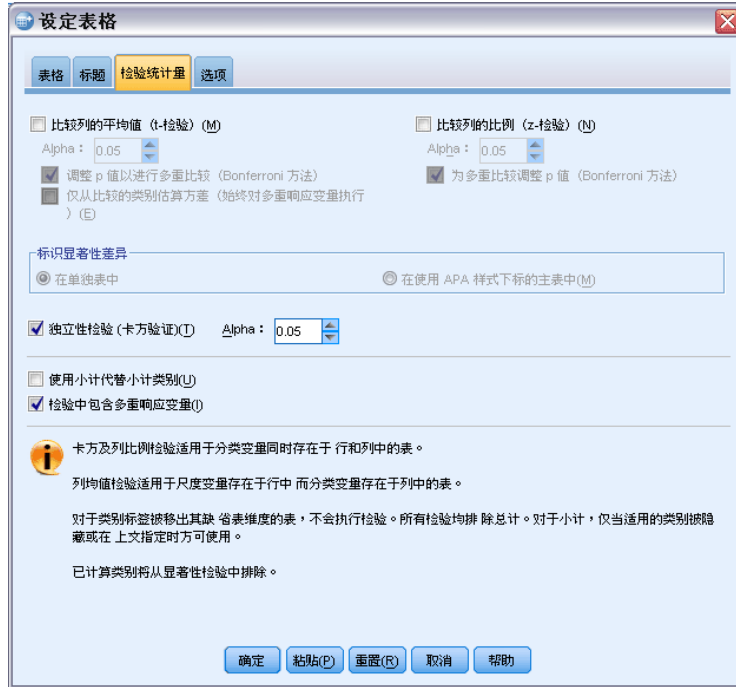 设定表格
表格 标题 检验统计量 选项
比较列的平均值（t-检验）(M)
Alpha： 0.05
调整 p 值以进行多重比较（Bonferroni 方法）
仅从比较的类别估算方差（始终对多重响应变量执行
）(E)
比较列的比例（z-检验）(N)
Alpha： 0.05
为多重比较调整 p 值（Bonferroni 方法）
标识显著性差异
在单独表中
在使用 APA 样式下标的主表中(M)
独立性检验 (卡方验证)(T) Alpha： 0.05
使用小计代替小计类别(U)
检验中包含多重响应变量(I)
卡方及列比例检验适用于分类变量同时存在于 行和列中的表。
列均值检验适用于尺度变量存在于行中 而分类变量存在于列中的表。
对于类别标签被移出其缺 省表维度的表，不会执行检验。所有检验均排 除总计。对于小计，仅当适用的类别被隐
藏或在 上文指定时方可使用。
已计算类别将从显著性检验中排除。
确定 粘贴(P) 重置(R) 取消 帮助